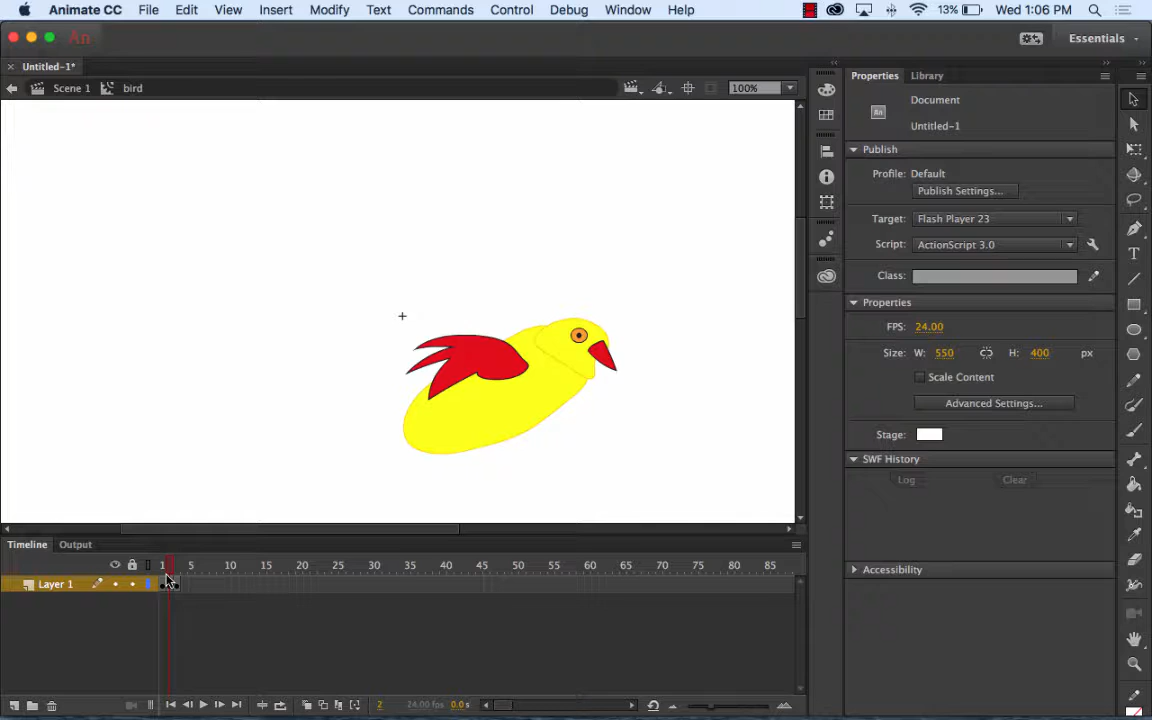 Animate CC File Edit View Insert Modify Text Commands Control Debug Window Help 13% Wed 1:06 PM
An Essentials
Untitled-1*
Scene 1 bird 100%
Properties Library
An Document
Untitled-1
Publish
Profile: Default
Publish Settings...
Target: Flash Player 23
Script: ActionScript 3.0
Class:
Properties
FPS: 24.00
Size: W: 550 H: 400 px
Scale Content
Advanced Settings...
Stage:
SWF History
Log Clear
Accessibility
Timeline Output
1 5 10 15 20 25 30 35 40 45 50 55 60 65 70 75 80 85
Layer 1
2 24.00 fps 0.0 s